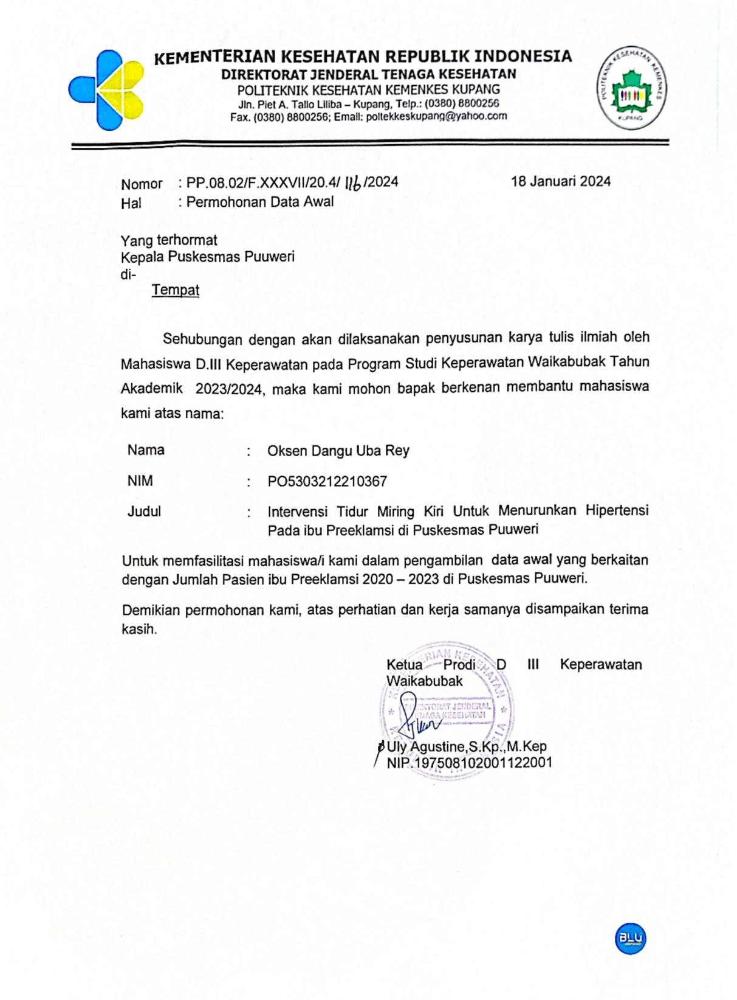 KEMENTERIAN KESEHATAN REPUBLIK INDONESIA
DIREKTORAT JENDERAL TENAGA KESEHATAN
POLITEKNIK KESEHATAN KEMENKES KUPANG
Jln. Piet A. Tallo Liliba – Kupang, Telp.: (0380) 8800256
Fax. (0380) 8800256; Email: poltekkeskupang@yahoo.com
POLITEKNIK KESEHATAN KEMENKES
KUPANG
Nomor : PP.08.02/F.XXXVII/20.4/ 116 /2024 18 Januari 2024
Hal : Permohonan Data Awal
Yang terhormat
Kepala Puskesmas Puuweri
di-
Tempat
Sehubungan dengan akan dilaksanakan penyusunan karya tulis ilmiah oleh
Mahasiswa D.III Keperawatan pada Program Studi Keperawatan Waikabubak Tahun
Akademik 2023/2024, maka kami mohon bapak berkenan membantu mahasiswa
kami atas nama:
Nama : Oksen Dangu Uba Rey
NIM : PO5303212210367
Judul : Intervensi Tidur Miring Kiri Untuk Menurunkan Hipertensi
Pada ibu Preeklamsi di Puskesmas Puuweri
Untuk memfasilitasi mahasiswa/i kami dalam pengambilan data awal yang berkaitan
dengan Jumlah Pasien ibu Preeklamsi 2020 – 2023 di Puskesmas Puuweri.
Demikian permohonan kami, atas perhatian dan kerja samanya disampaikan terima
kasih.
Ketua Prodi D III Keperawatan
Waikabubak
DIREKTORAT JENDERAL
TENAGA KESEHATAN
Uly Agustine,S.Kp.,M.Kep
NIP.197508102001122001
BLU